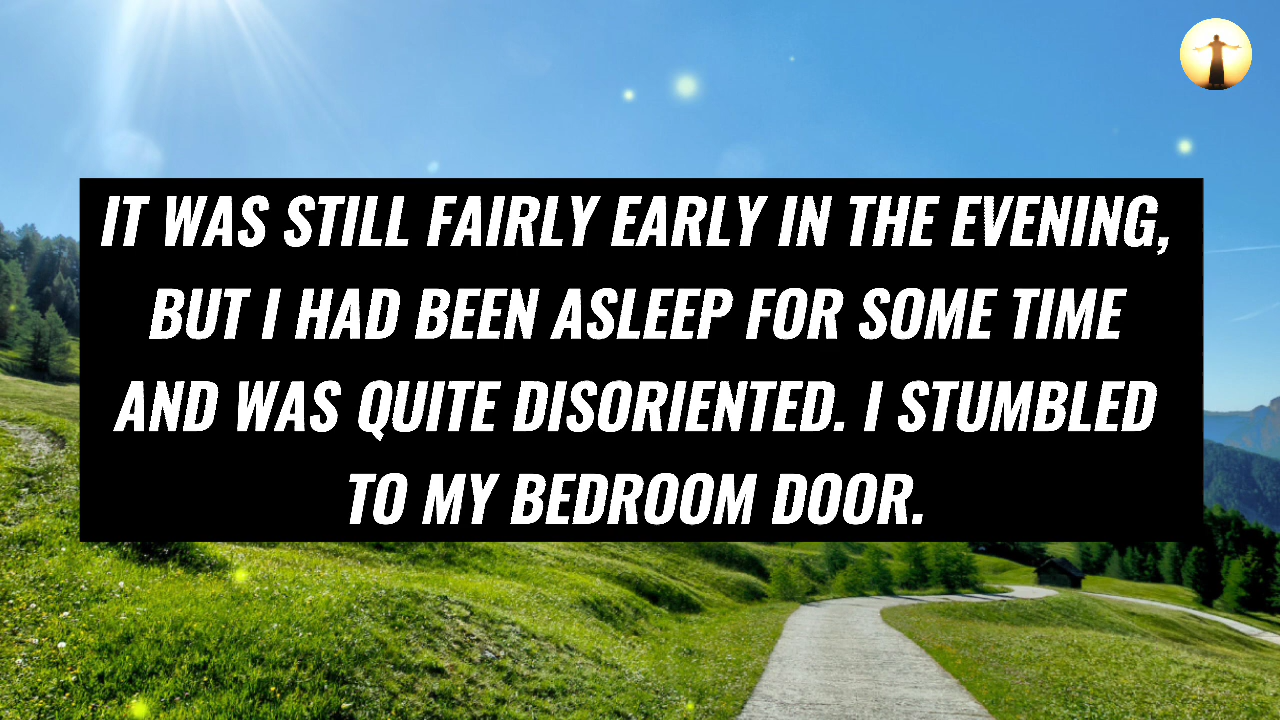 IT WAS STILL FAIRLY EARLY IN THE EVENING,
BUT I HAD BEEN ASLEEP FOR SOME TIME
AND WAS QUITE DISORIENTED. I STUMBLED
TO MY BEDROOM DOOR.